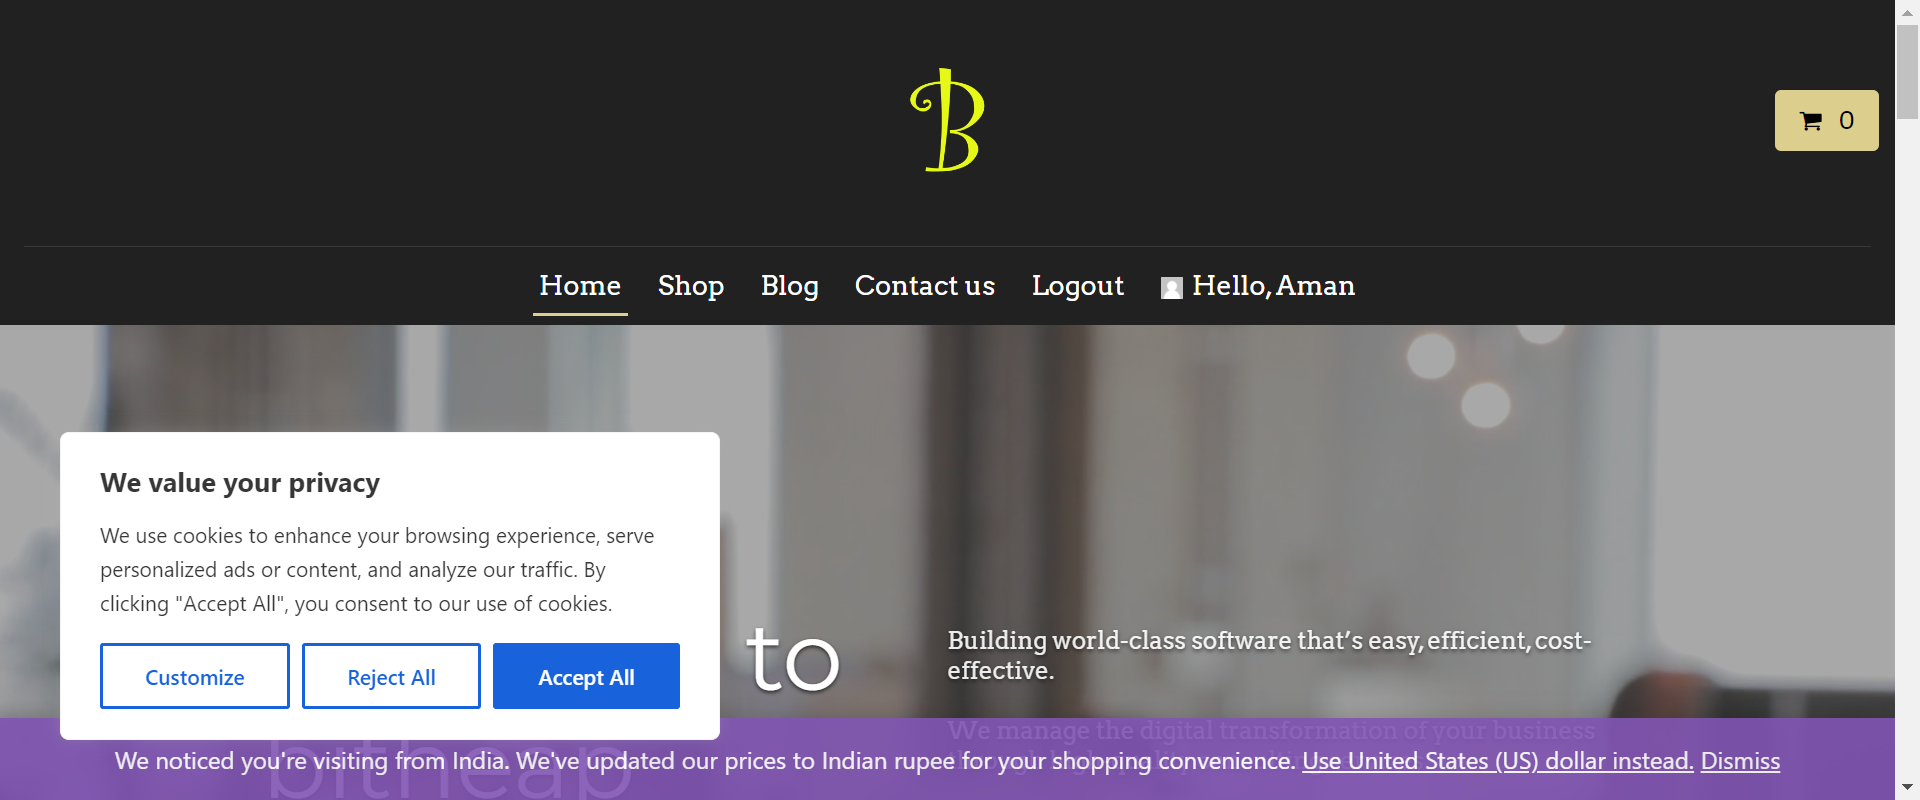 B
0
Home Shop Blog Contact us Logout Hello, Aman
We value your privacy
We use cookies to enhance your browsing experience, serve
personalized ads or content, and analyze our traffic. By
clicking "Accept All", you consent to our use of cookies.
Customize Reject All Accept All
to
bitheap
Building world-class software that’s easy, efficient, cost-
effective.
We manage the digital transformation of your business
We noticed you're visiting from India. We've updated our prices to Indian rupee for your shopping convenience. Use United States (US) dollar instead. Dismiss